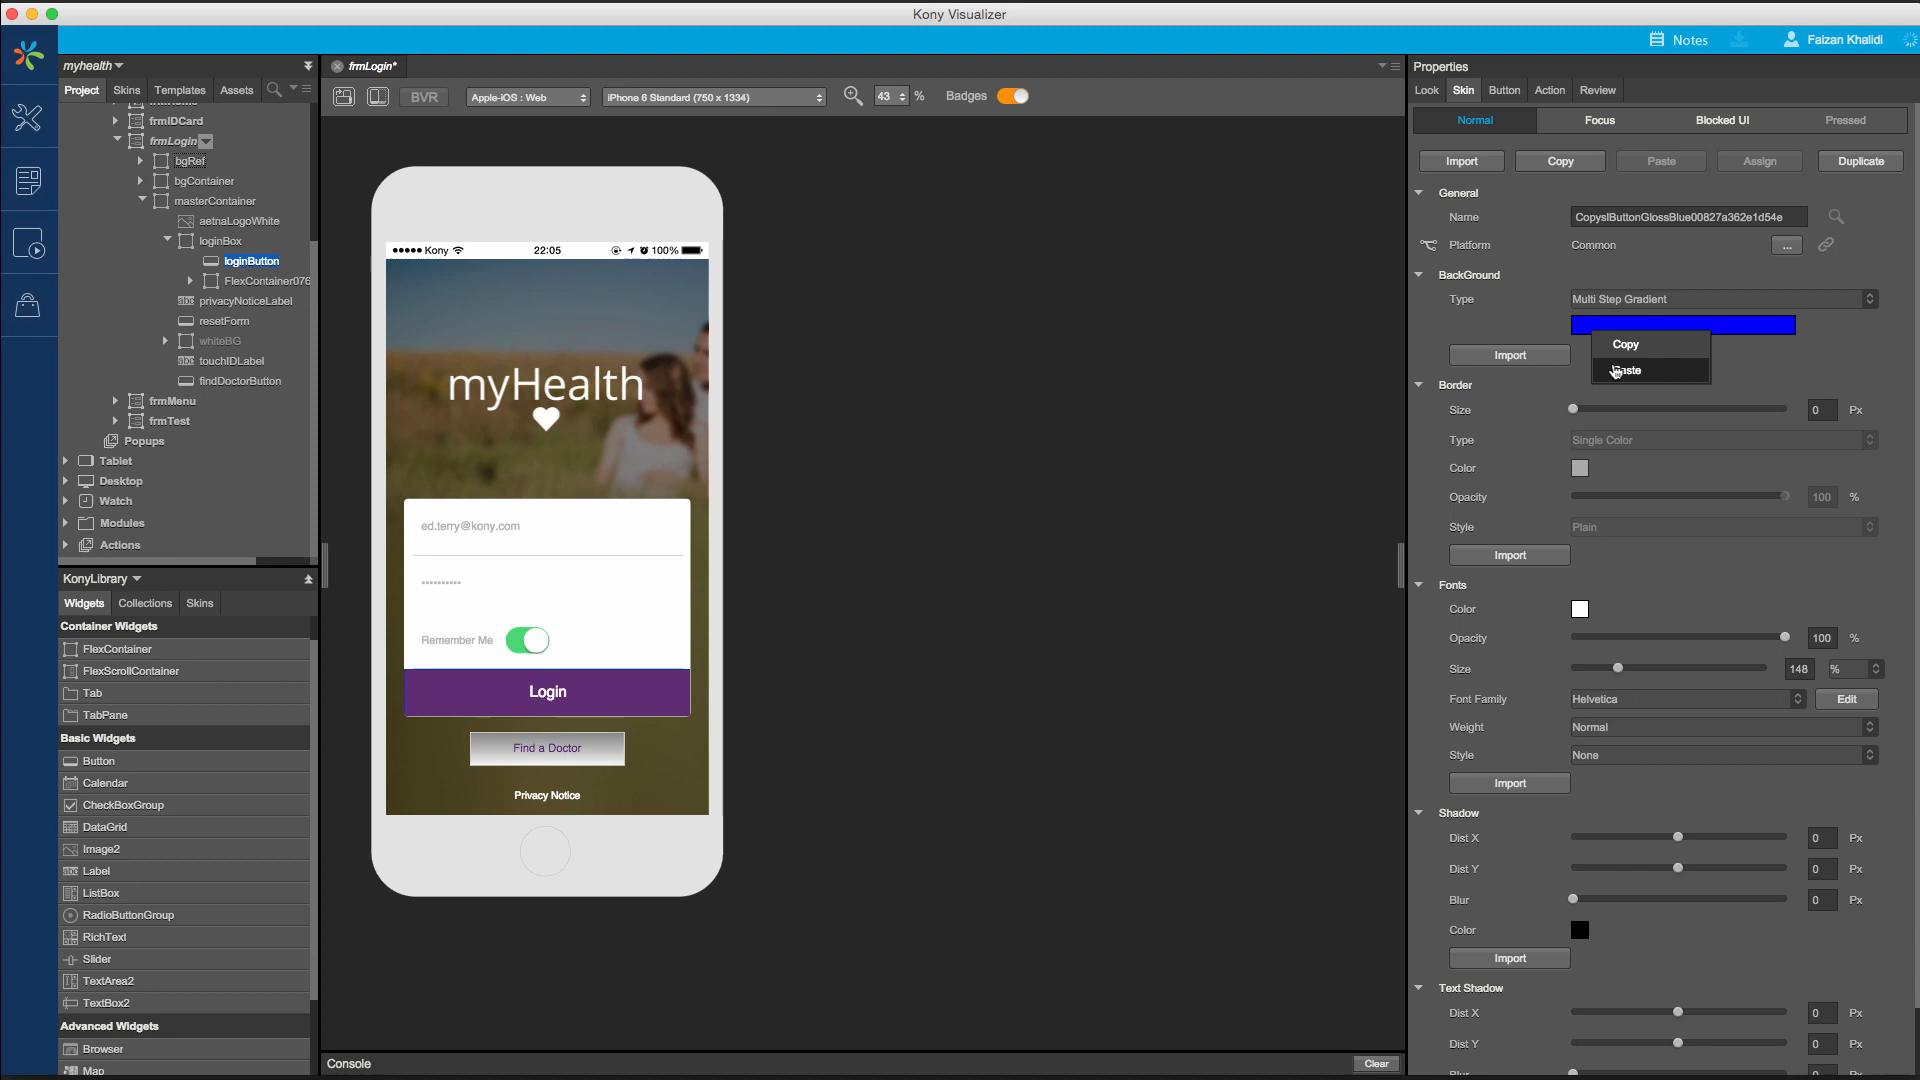 Kony Visualizer
Notes
Faizan Khalidi
myhealth
Project
Skins
Templates
Assets
frmIDCard
frmLogin
bgRef
bgContainer
masterContainer
aetnaLogoWhite
loginBox
loginButton
FlexContainer076
privacyNoticeLabel
resetForm
whiteBG
touchIDLabel
findDoctorButton
frmMenu
frmTest
Popups
Tablet
Desktop
Watch
Modules
Actions
KonyLibrary
Widgets
Collections
Skins
Container Widgets
FlexContainer
FlexScrollContainer
Tab
TabPane
Basic Widgets
Button
Calendar
CheckBoxGroup
DataGrid
Image2
Label
ListBox
RadioButtonGroup
RichText
Slider
TextArea2
TextBox2
Advanced Widgets
Browser
Map
frmLogin*
BVR
Apple-iOS : Web
iPhone 6 Standard (750 x 1334)
43 %
Badges
Kony
22:05
100%
myHealth
ed.terry@kony.com
Remember Me
Login
Find a Doctor
Privacy Notice
Console
Clear
Properties
Look
Skin
Button
Action
Review
Normal
Focus
Blocked UI
Pressed
Import
Copy
Paste
Assign
Duplicate
General
Name
CopyslButtonGlossBlue00827a362e1d54e
Platform
Common
...
BackGround
Type
Multi Step Gradient
Copy
Import
Border
Size
0 Px
Type
Single Color
Color
Opacity
100 %
Style
Plain
Import
Fonts
Color
Opacity
100 %
Size
148 %
Font Family
Helvetica
Edit
Weight
Normal
Style
None
Import
Shadow
Dist X
0 Px
Dist Y
0 Px
Blur
0 Px
Color
Import
Text Shadow
Dist X
0 Px
Dist Y
0 Px